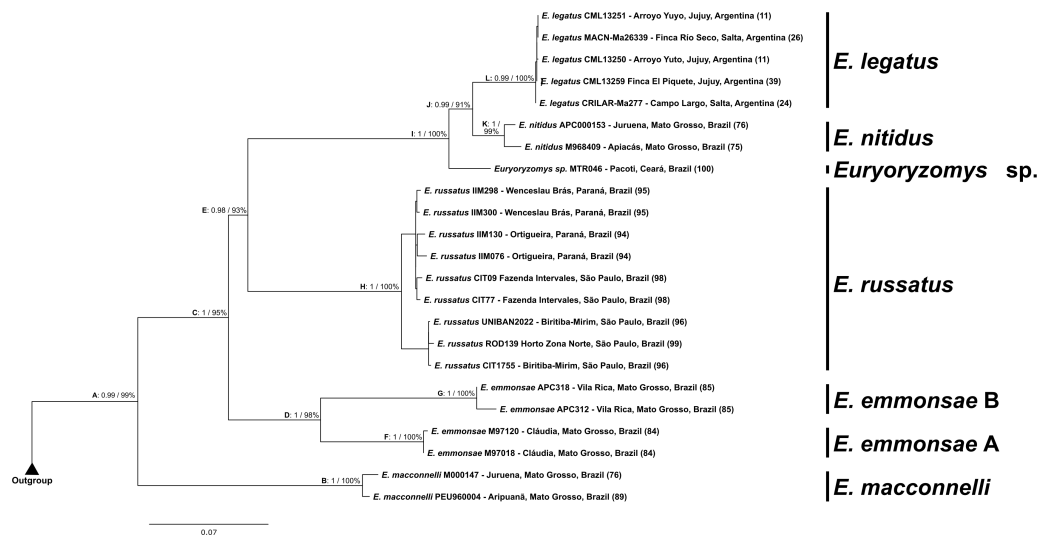 E. legatus CML13251 - Arroyo Yuyo, Jujuy, Argentina (11)
E. legatus MACN-Ma26339 - Finca Río Seco, Salta, Argentina (26)
E. legatus CML13250 - Arroyo Yuto, Jujuy, Argentina (11)
E. legatus CML13259 Finca El Piquete, Jujuy, Argentina (39)
E. legatus CRILAR-Ma277 - Campo Largo, Salta, Argentina (24)
E. legatus
L: 0.99 / 100%
J: 0.99 / 91%
K: 1 /
99%
E. nitidus APC000153 - Juruena, Mato Grosso, Brazil (76)
E. nitidus M968409 - Apiacás, Mato Grosso, Brazil (75)
E. nitidus
I: 1 / 100%
Euryoryzomys sp. MTR046 - Pacoti, Ceará, Brazil (100)
Euryoryzomys sp.
E. russatus IIM298 - Wenceslau Brás, Paraná, Brazil (95)
E. russatus IIM300 - Wenceslau Brás, Paraná, Brazil (95)
E: 0.98 / 93%
E. russatus IIM130 - Ortigueira, Paraná, Brazil (94)
E. russatus IIM076 - Ortigueira, Paraná, Brazil (94)
E. russatus CIT09 Fazenda Intervales, São Paulo, Brazil (98)
E. russatus CIT77 - Fazenda Intervales, São Paulo, Brazil (98)
E. russatus UNIBAN2022 - Biritiba-Mirim, São Paulo, Brazil (96)
E. russatus ROD139 Horto Zona Norte, São Paulo, Brazil (99)
E. russatus CIT1755 - Biritiba-Mirim, São Paulo, Brazil (96)
E. russatus
H: 1 / 100%
C: 1 / 95%
E. emmonsae APC318 - Vila Rica, Mato Grosso, Brazil (85)
E. emmonsae APC312 - Vila Rica, Mato Grosso, Brazil (85)
E. emmonsae B
G: 1 / 100%
A: 0.99 / 99%
D: 1 / 98%
E. emmonsae M97120 - Cláudia, Mato Grosso, Brazil (84)
E. emmonsae M97018 - Cláudia, Mato Grosso, Brazil (84)
E. emmonsae A
F: 1 / 100%
E. macconnelli M000147 - Juruena, Mato Grosso, Brazil (76)
E. macconnelli PEU960004 - Aripuanã, Mato Grosso, Brazil (89)
E. macconnelli
B: 1 / 100%
Outgroup
0.07